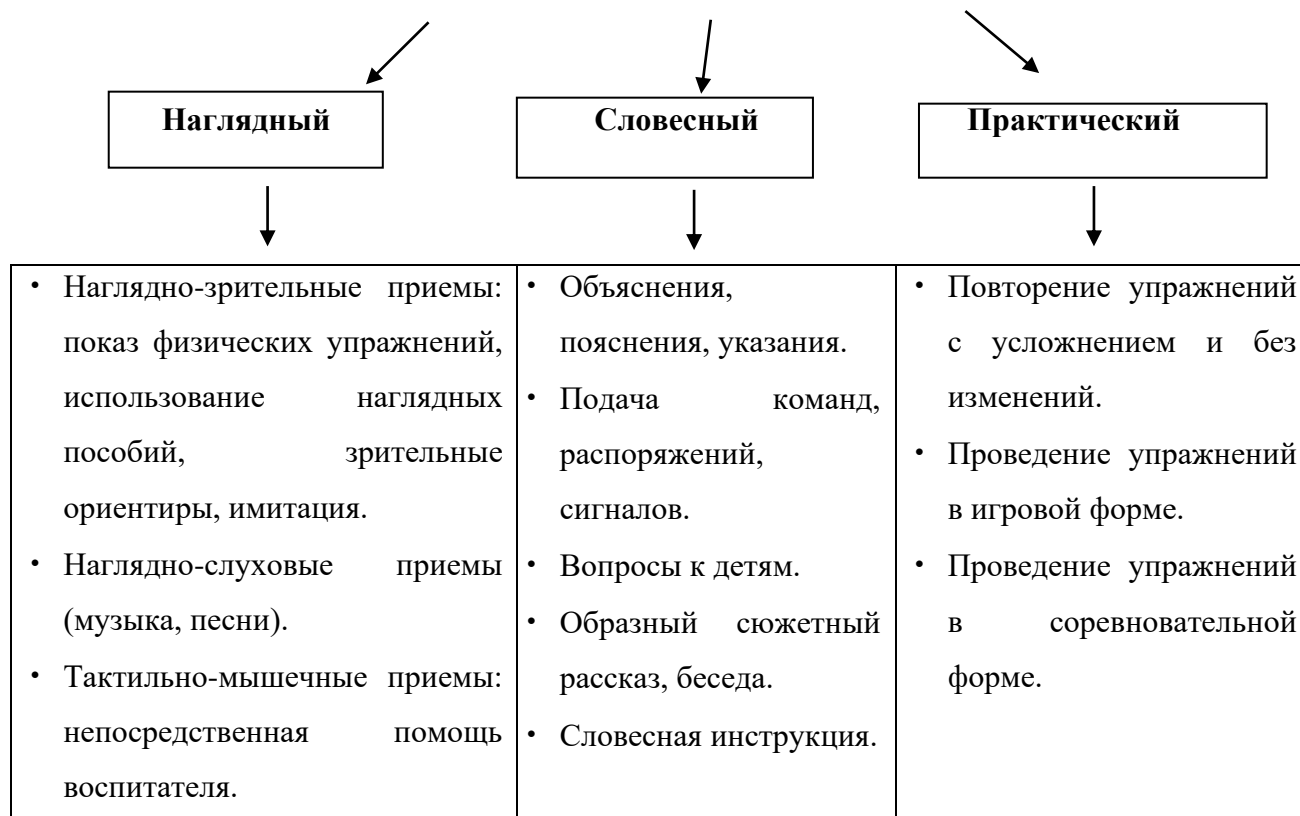 Наглядный
Словесный
Практический
• Наглядно-зрительные приемы:
показ физических упражнений,
использование наглядных
пособий, зрительные
ориентиры, имитация.
• Наглядно-слуховые приемы
(музыка, песни).
• Тактильно-мышечные приемы:
непосредственная помощь
воспитателя.
• Объяснения,
пояснения, указания.
• Подача команд,
распоряжений,
сигналов.
• Вопросы к детям.
• Образный сюжетный
рассказ, беседа.
• Словесная инструкция.
• Повторение упражнений
с усложнением и без
изменений.
• Проведение упражнений
в игровой форме.
• Проведение упражнений
в соревновательной
форме.